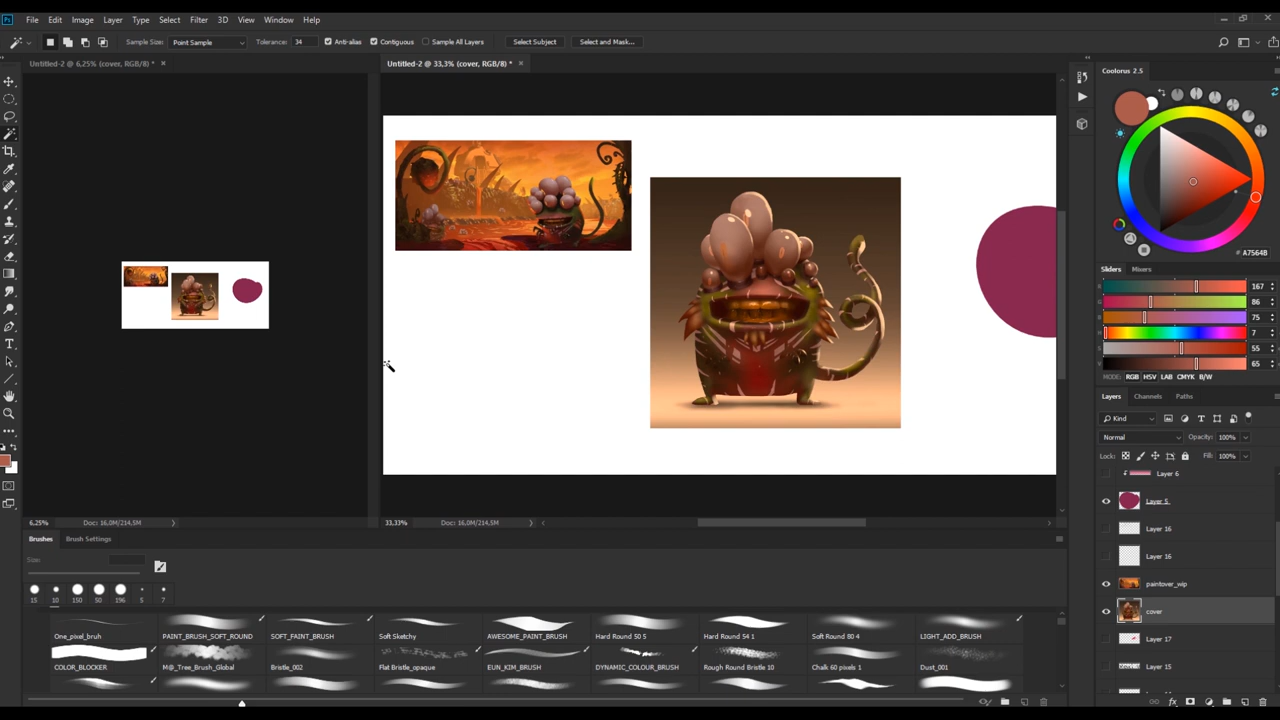 Ps File Edit Image Layer Type Select Filter 3D View Window Help
Sample Size: Point Sample Tolerance: 34 Anti-alias Contiguous Sample All Layers Select Subject Select and Mask...
Untitled-2 @ 6,25% (cover, RGB/8) * × Untitled-2 @ 33,3% (cover, RGB/8) * ×
Coolorus 2.5
# A7564B
Sliders Mixers
167
86
75
7
55
65
MODE: RGB HSV LAB CMYK B/W
Layers Channels Paths
Kind
Normal Opacity: 100%
Lock: Fill: 100%
Layer 6
Layer 5
Layer 16
Layer 16
paintover_wip
cover
Layer 17
Layer 15
6,25% Doc: 16,0M/214,5M 33,33% Doc: 16,0M/214,5M
Brushes Brush Settings
Size:
15 10 150 50 196 5 7
One_pixel_bruh PAINT_BRUSH_SOFT_ROUND SOFT_FAINT_BRUSH Soft Sketchy AWESOME_PAINT_BRUSH Hard Round 50 5 Hard Round 54 1 Soft Round 80 4 LIGHT_ADD_BRUSH
COLOR_BLOCKER M@_Tree_Brush_Global Bristle_002 Flat Bristle_opaque EUN_KIM_BRUSH DYNAMIC_COLOUR_BRUSH Rough Round Bristle 10 Chalk 60 pixels 1 Dust_001